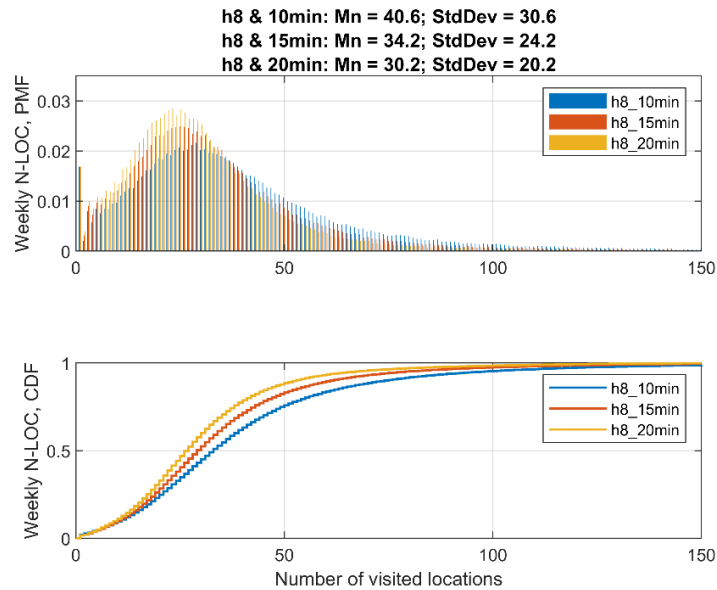 h8 & 10min: Mn = 40.6; StdDev = 30.6
h8 & 15min: Mn = 34.2; StdDev = 24.2
h8 & 20min: Mn = 30.2; StdDev = 20.2
Weekly N-LOC, PMF
0.03
0.02
0.01
0
h8_10min
h8_15min
h8_20min
0 50 100 150
Weekly N-LOC, CDF
1
0.5
0
h8_10min
h8_15min
h8_20min
0 50 100 150
Number of visited locations